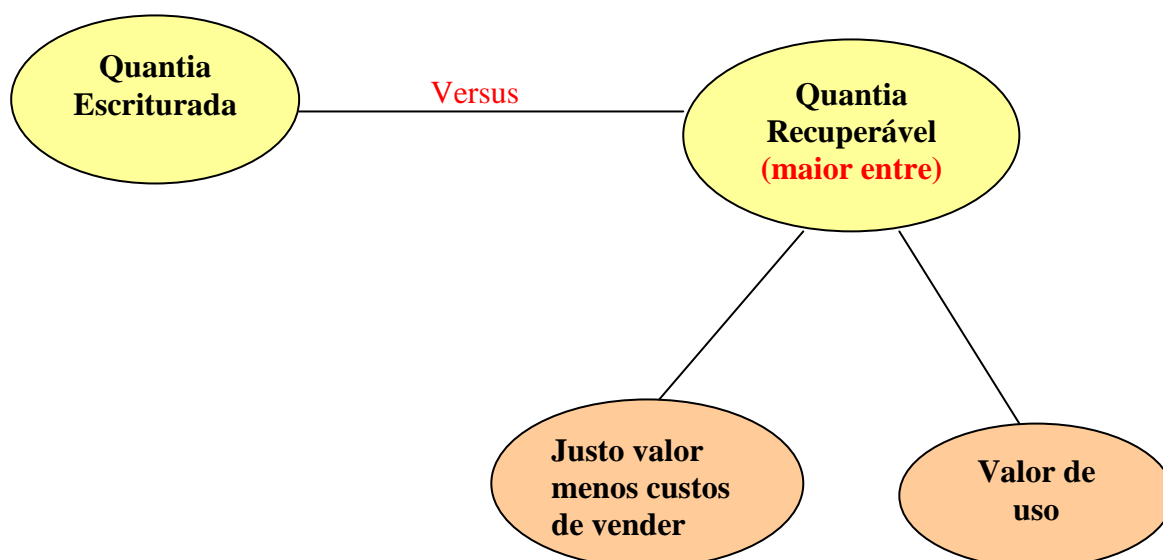 Quantia
Escriturada
Versus
Quantia
Recuperável
(maior entre)
Justo valor
menos custos
de vender
Valor de
uso